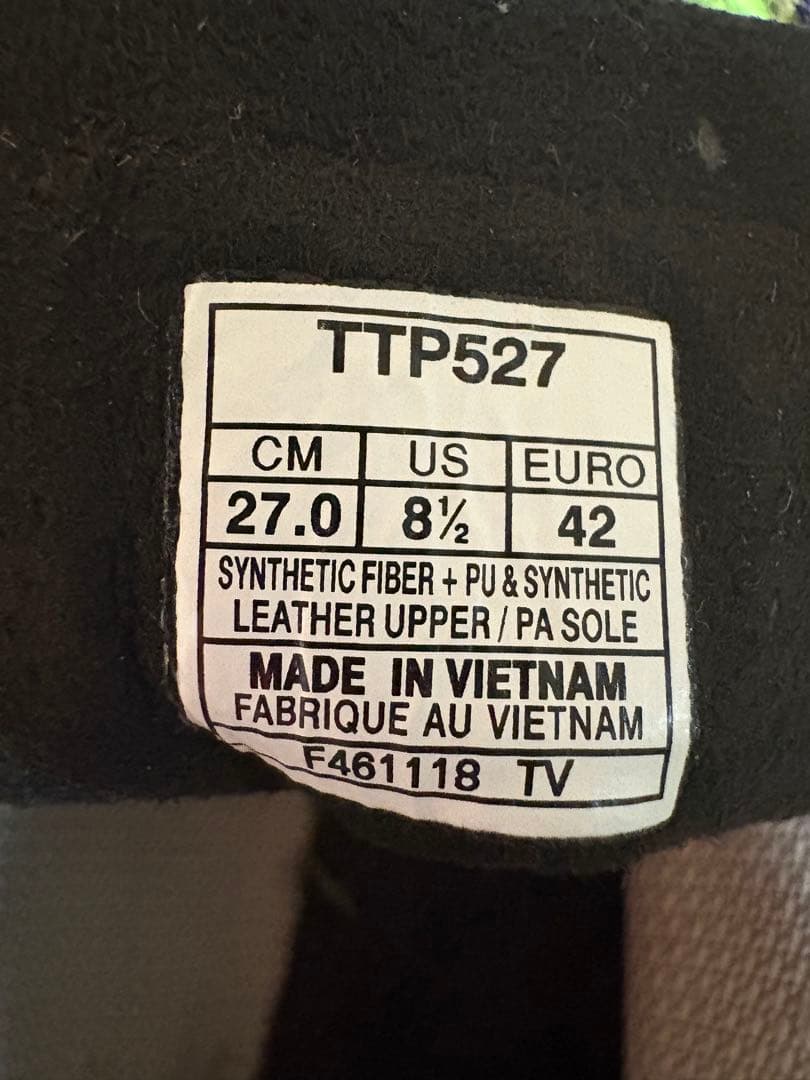 TTP527
CM US EURO
27.0 8½ 42
SYNTHETIC FIBER + PU & SYNTHETIC
LEATHER UPPER / PA SOLE
MADE IN VIETNAM
FABRIQUE AU VIETNAM
F461118 TV